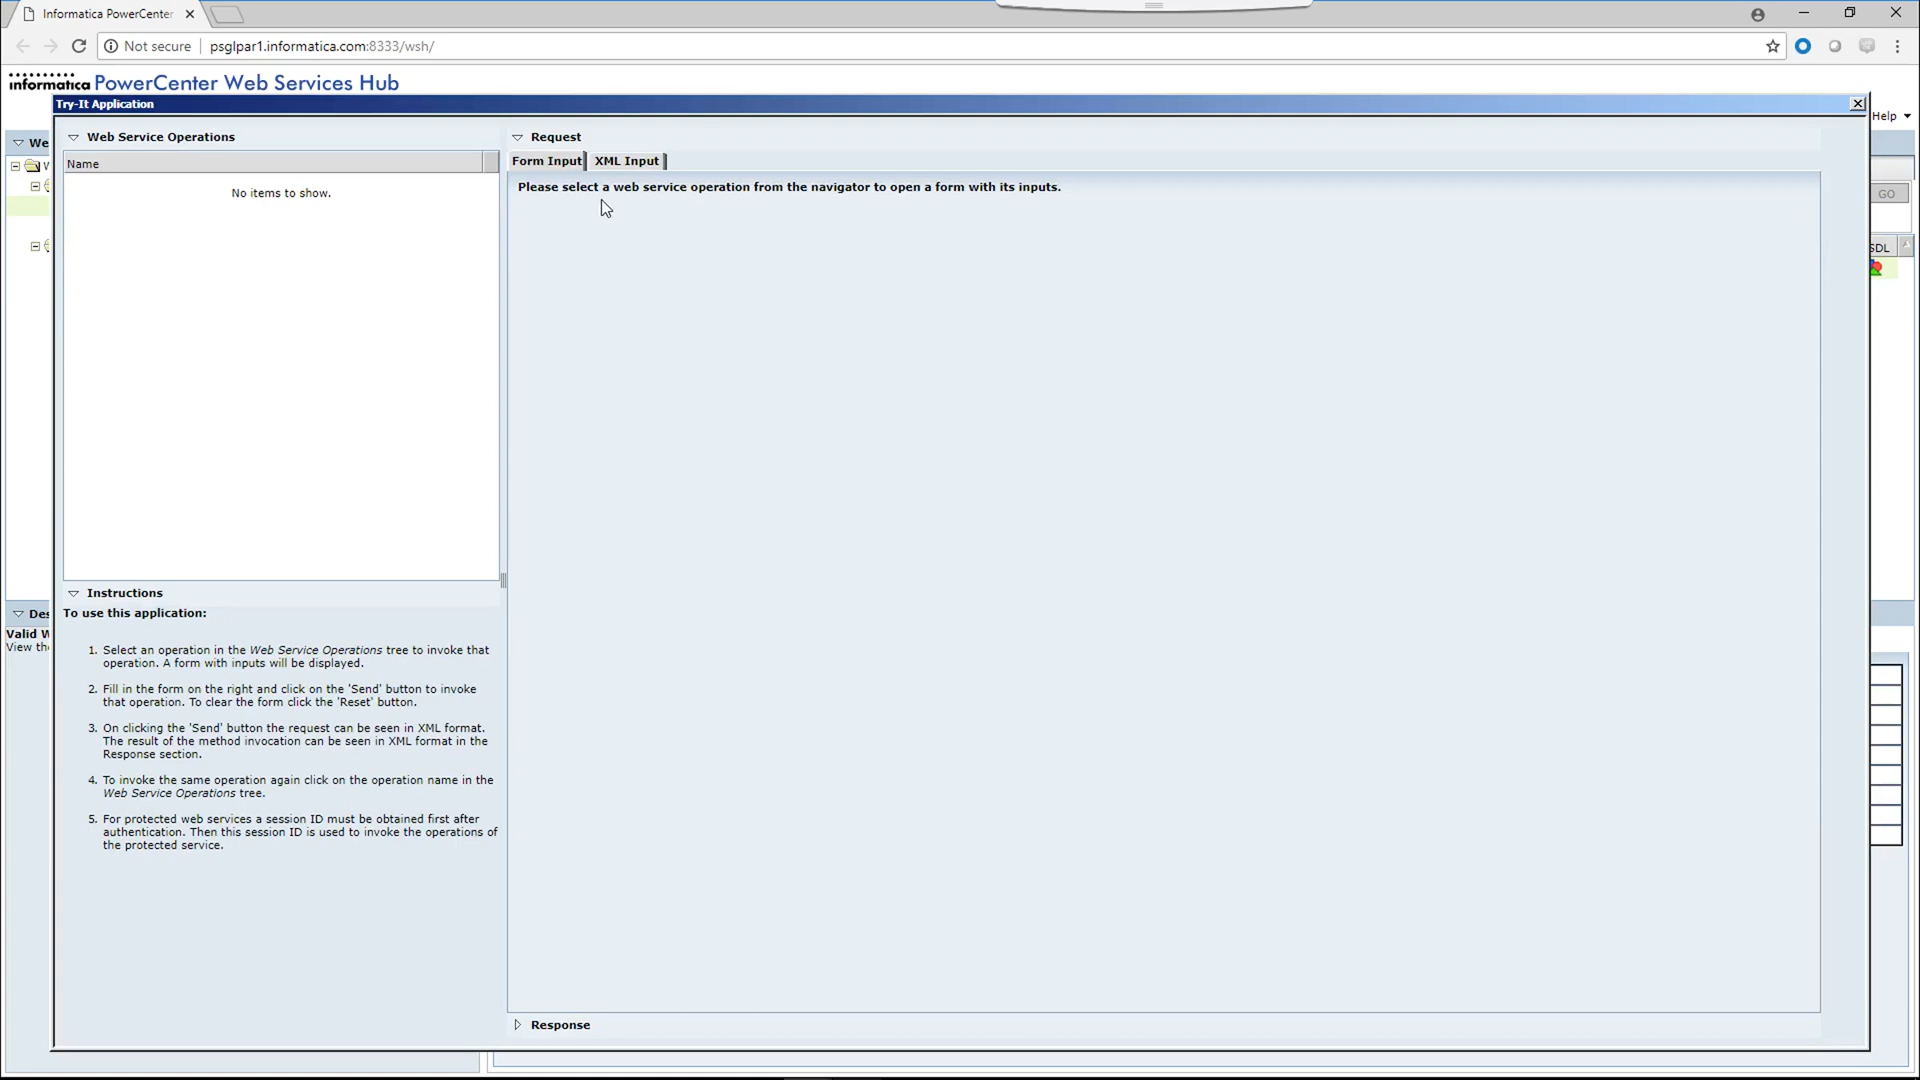 Informatica PowerCenter
Not secure
psglpar1.informatica.com:8333/wsh/
informatica PowerCenter Web Services Hub
Try-It Application
Help
We
Web Service Operations
Name
No items to show.
Request
Form Input
XML Input
Please select a web service operation from the navigator to open a form with its inputs.
GO
SDL
Instructions
To use this application:
1. Select an operation in the Web Service Operations tree to invoke that
operation. A form with inputs will be displayed.
2. Fill in the form on the right and click on the 'Send' button to invoke
that operation. To clear the form click the 'Reset' button.
3. On clicking the 'Send' button the request can be seen in XML format.
The result of the method invocation can be seen in XML format in the
Response section.
4. To invoke the same operation again click on the operation name in the
Web Service Operations tree.
5. For protected web services a session ID must be obtained first after
authentication. Then this session ID is used to invoke the operations of
the protected service.
Des
Valid W
View th
Response